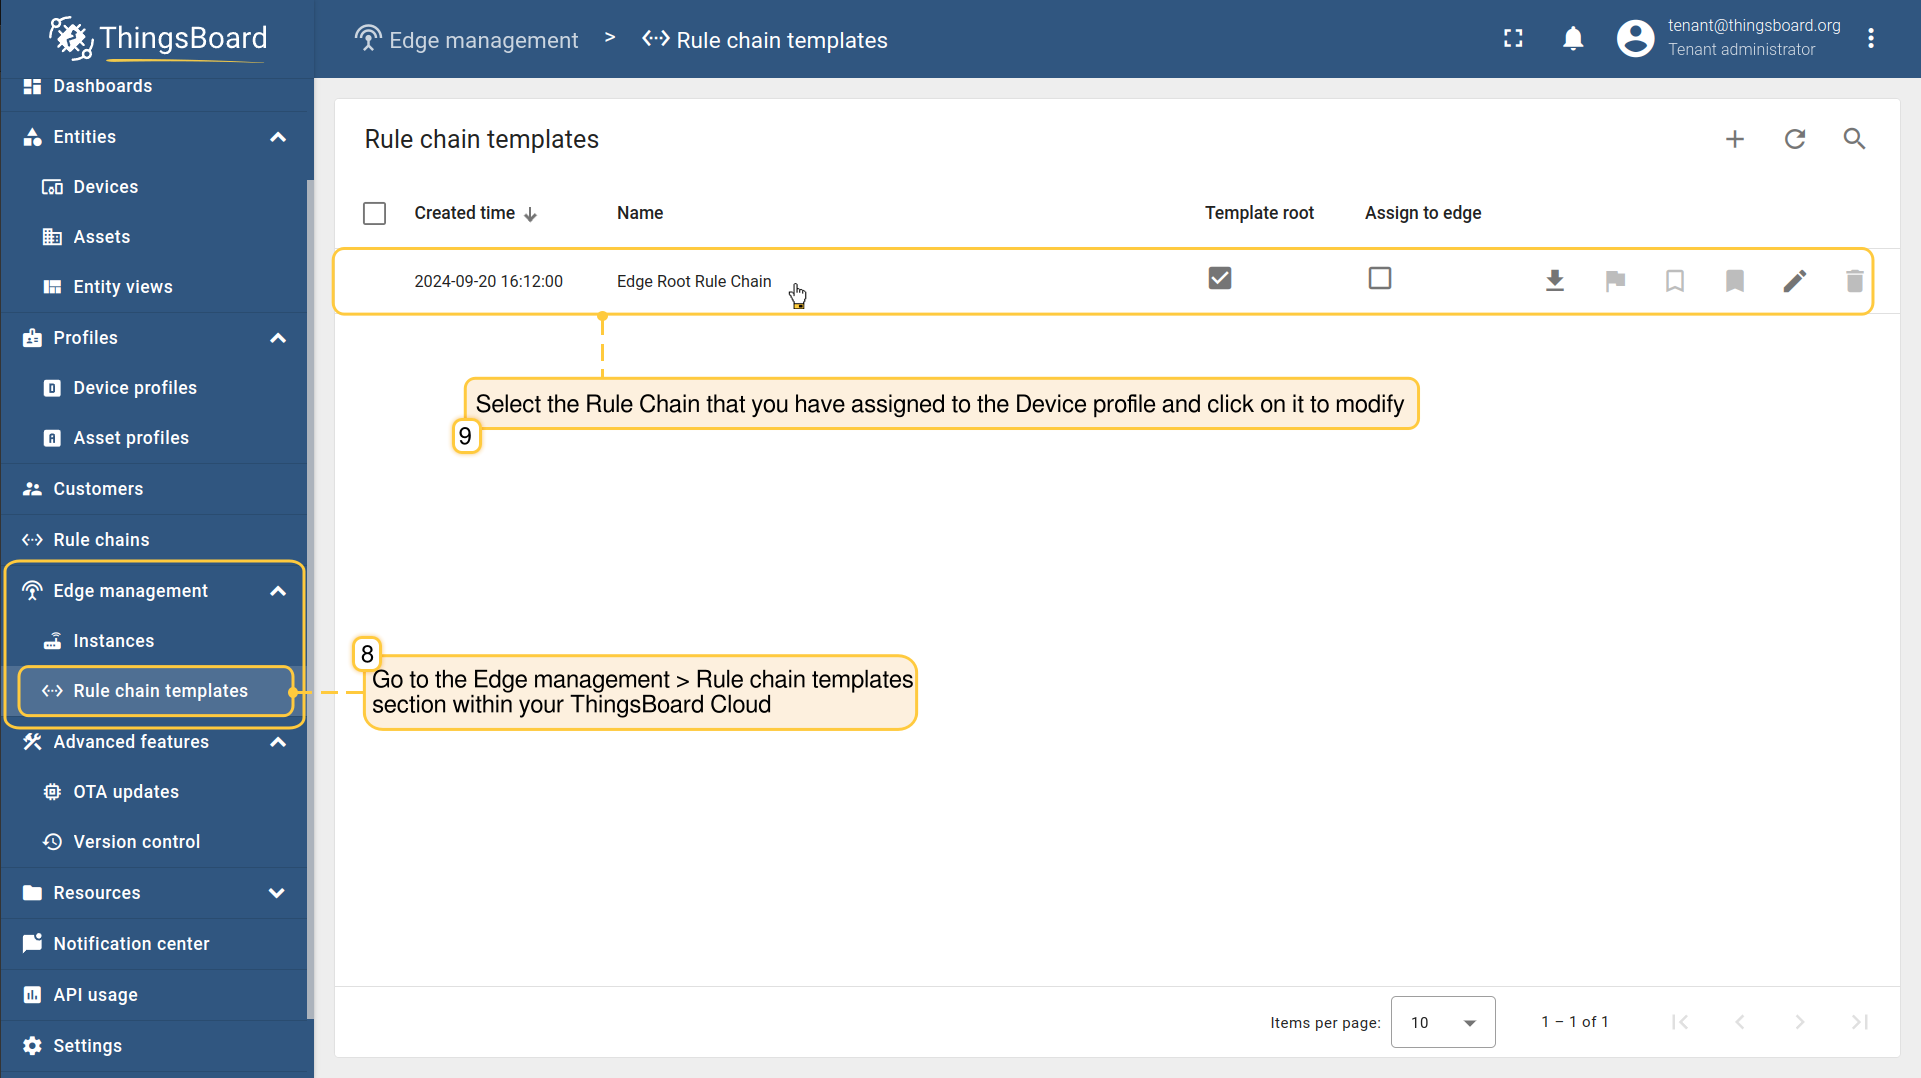 ThingsBoard
Edge management > Rule chain templates
tenant@thingsboard.org
Tenant administrator
Dashboards
Entities
Devices
Assets
Entity views
Profiles
Device profiles
Asset profiles
Customers
Rule chains
Edge management
Instances
Rule chain templates
Advanced features
OTA updates
Version control
Resources
Notification center
API usage
Settings
Rule chain templates
Created time Name Template root Assign to edge
2024-09-20 16:12:00 Edge Root Rule Chain
Select the Rule Chain that you have assigned to the Device profile and click on it to modify
9
8
Go to the Edge management > Rule chain templates
section within your ThingsBoard Cloud
Items per page: 10 1 – 1 of 1